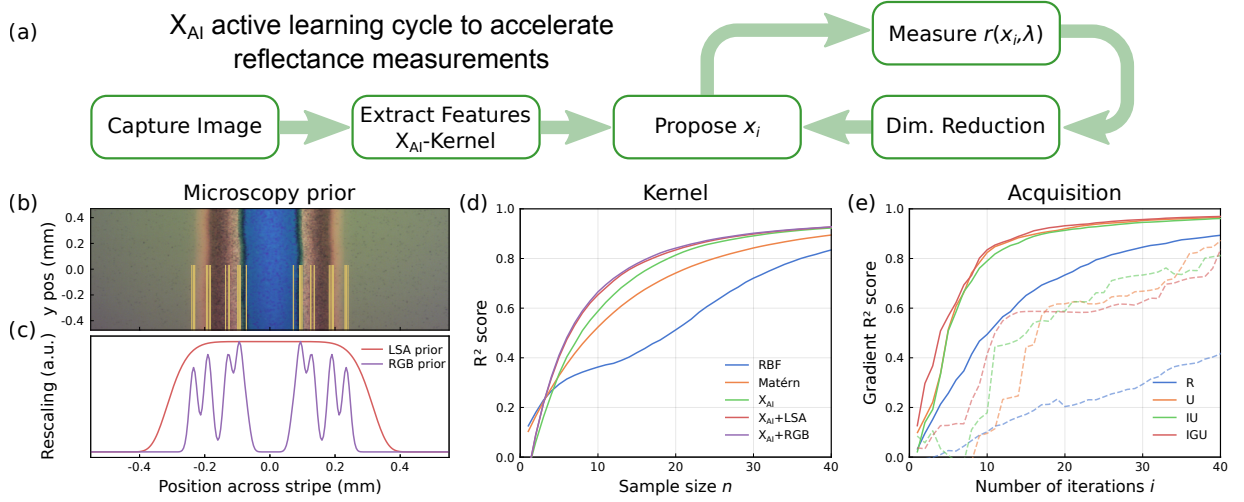 (a)
X_AI active learning cycle to accelerate
reflectance measurements
Measure r(xᵢ,λ)
Capture Image
Extract Features
X_AI-Kernel
Propose xᵢ
Dim. Reduction
(b)
Microscopy prior
y pos (mm)
0.4
0.2
0.0
-0.2
-0.4
(c)
Rescaling (a.u.)
LSA prior
RGB prior
-0.4 -0.2 0.0 0.2 0.4
Position across stripe (mm)
(d)
Kernel
R² score
1.0
0.8
0.6
0.4
0.2
0.0
RBF
Matérn
X_AI
X_AI+LSA
X_AI+RGB
0 10 20 30 40
Sample size n
(e)
Acquisition
Gradient R² score
1.0
0.8
0.6
0.4
0.2
0.0
R
U
IU
IGU
0 10 20 30 40
Number of iterations i